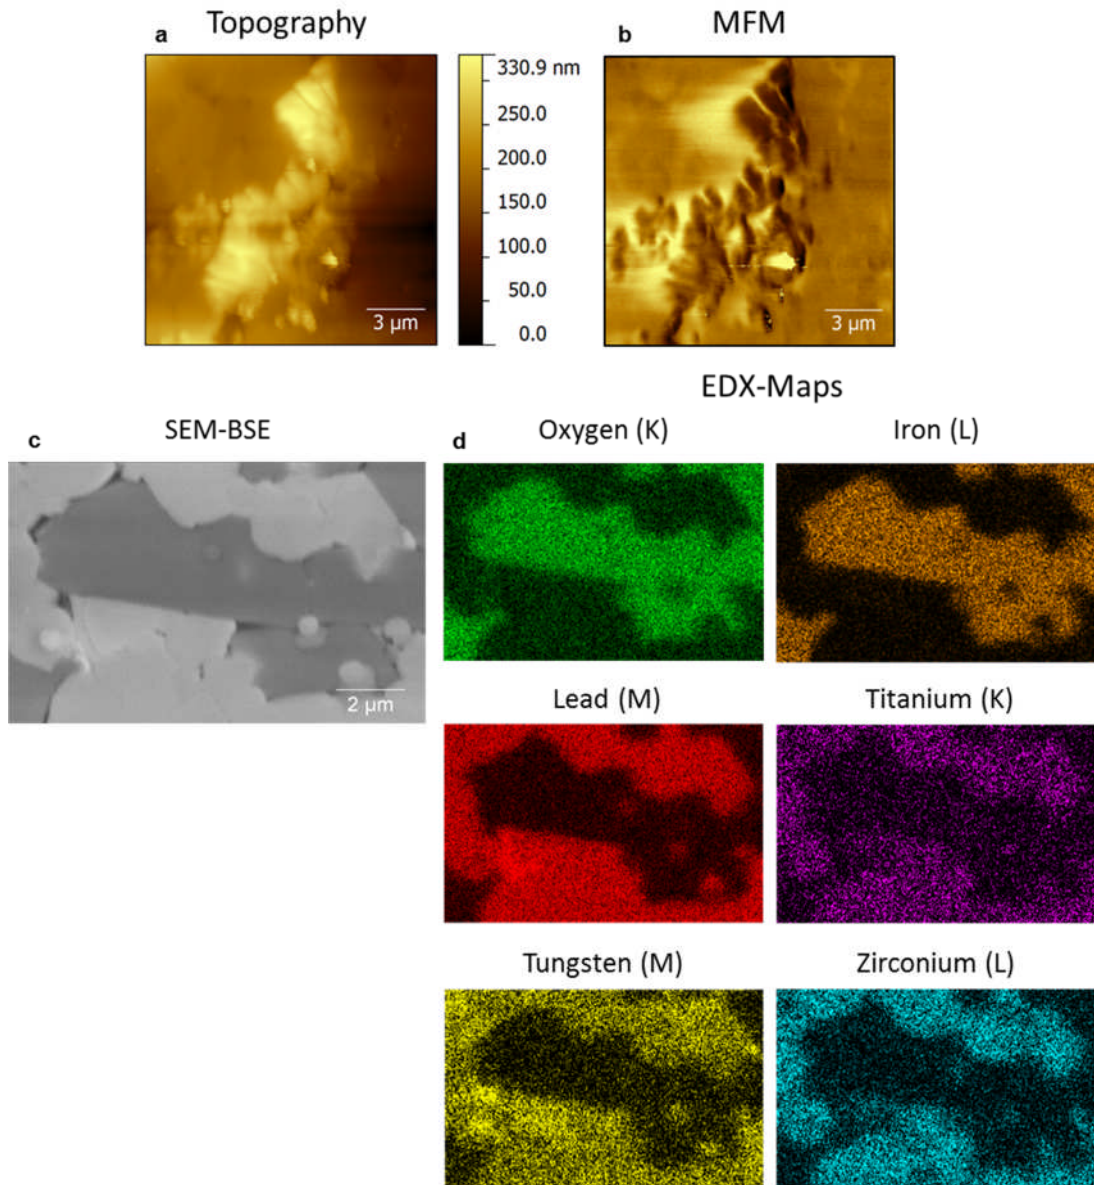 a
Topography
b
MFM
330.9 nm
250.0
200.0
150.0
100.0
50.0
0.0
3 µm
3 µm
EDX-Maps
c
SEM-BSE
d
Oxygen (K)
Iron (L)
2 µm
Lead (M)
Titanium (K)
Tungsten (M)
Zirconium (L)